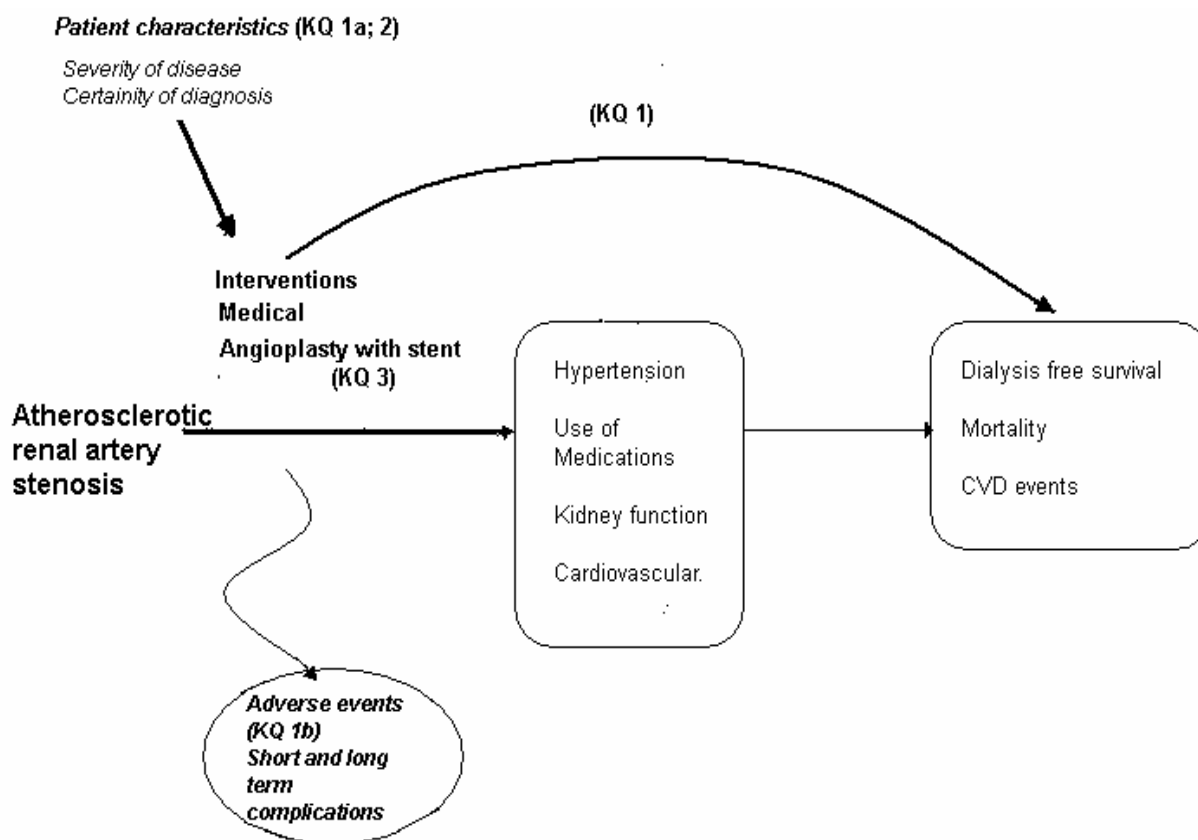 Patient characteristics (KQ 1a; 2)
Severity of disease
Certainity of diagnosis
(KQ 1)
Interventions
Medical
Angioplasty with stent
(KQ 3)
Atherosclerotic
renal artery
stenosis
Hypertension
Use of
Medications
Kidney function
Cardiovascular.
Dialysis free survival
Mortality
CVD events
Adverse events
(KQ 1b)
Short and long
term
complications